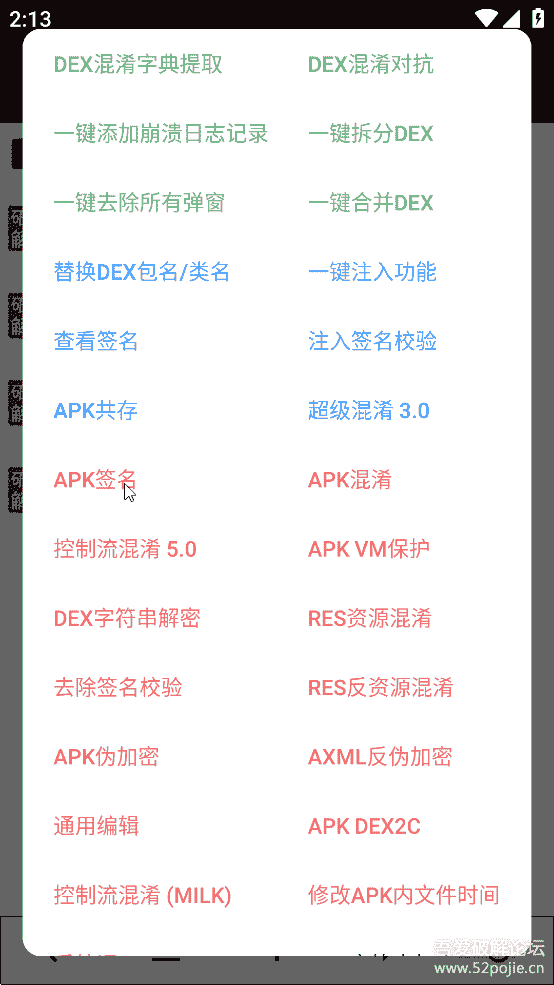 2:13
DEX混淆字典提取
DEX混淆对抗
一键添加崩溃日志记录
一键拆分DEX
一键去除所有弹窗
一键合并DEX
替换DEX包名/类名
一键注入功能
查看签名
注入签名校验
APK共存
超级混淆 3.0
APK签名
APK混淆
控制流混淆 5.0
APK VM保护
DEX字符串解密
RES资源混淆
去除签名校验
RES反资源混淆
APK伪加密
AXML反伪加密
通用编辑
APK DEX2C
控制流混淆 (MILK)
修改APK内文件时间
吾爱破解论坛
www.52pojie.cn